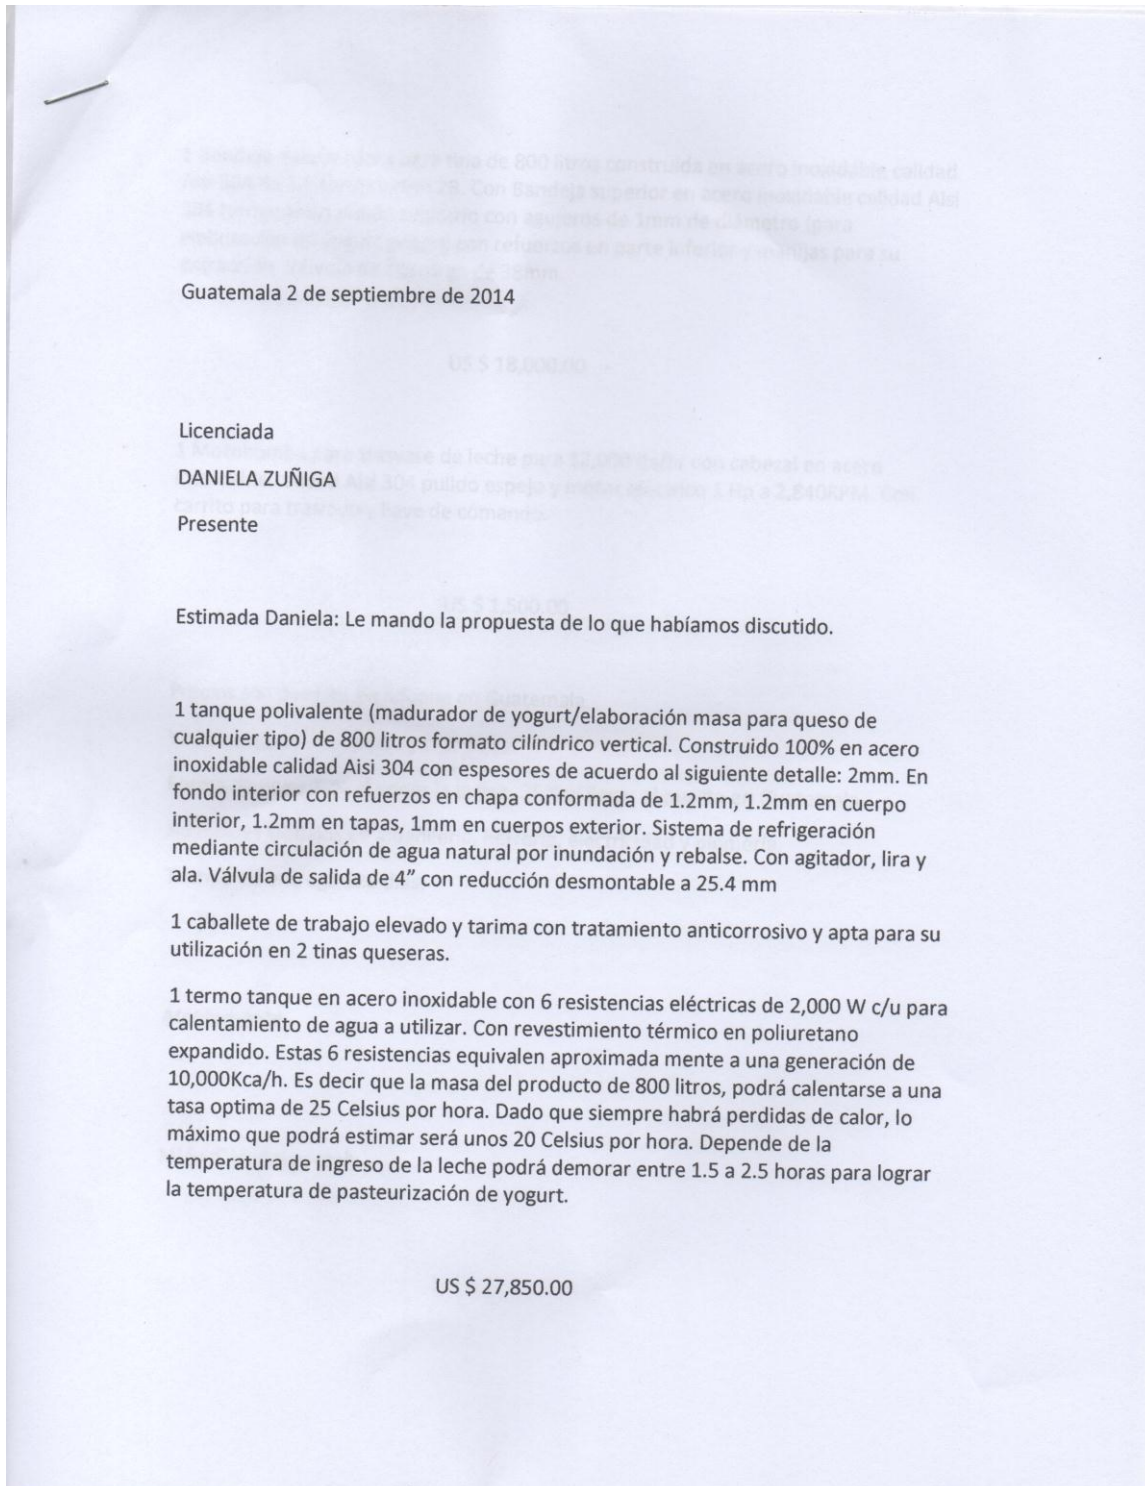 Guatemala 2 de septiembre de 2014
Licenciada
DANIELA ZUÑIGA
Presente
Estimada Daniela: Le mando la propuesta de lo que habíamos discutido.
1 tanque polivalente (madurador de yogurt/elaboración masa para queso de
cualquier tipo) de 800 litros formato cilíndrico vertical. Construido 100% en acero
inoxidable calidad Aisi 304 con espesores de acuerdo al siguiente detalle: 2mm. En
fondo interior con refuerzos en chapa conformada de 1.2mm, 1.2mm en cuerpo
interior, 1.2mm en tapas, 1mm en cuerpos exterior. Sistema de refrigeración
mediante circulación de agua natural por inundación y rebalse. Con agitador, lira y
ala. Válvula de salida de 4” con reducción desmontable a 25.4 mm
1 caballete de trabajo elevado y tarima con tratamiento anticorrosivo y apta para su
utilización en 2 tinas queseras.
1 termo tanque en acero inoxidable con 6 resistencias eléctricas de 2,000 W c/u para
calentamiento de agua a utilizar. Con revestimiento térmico en poliuretano
expandido. Estas 6 resistencias equivalen aproximada mente a una generación de
10,000Kca/h. Es decir que la masa del producto de 800 litros, podrá calentarse a una
tasa optima de 25 Celsius por hora. Dado que siempre habrá perdidas de calor, lo
máximo que podrá estimar será unos 20 Celsius por hora. Depende de la
temperatura de ingreso de la leche podrá demorar entre 1.5 a 2.5 horas para lograr
la temperatura de pasteurización de yogurt.
US $ 27,850.00